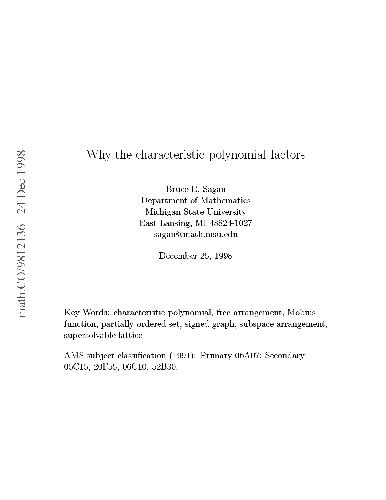 Why the characteristic polynomial factors
Bruce E. Sagan
Department of Mathematics
Michigan State University
East Lansing, MI 48824-1027
sagan@math.msu.edu
December 25, 1998
Key Words: characteristic polynomial, free arrangement, Möbius
function, partially ordered set, signed graph, subspace arrangement,
supersolvable lattice
AMS subject classification (1991): Primary 06A07; Secondary
05C15, 20F55, 06C10, 52B30.
math.CO/9812136 24 Dec 1998